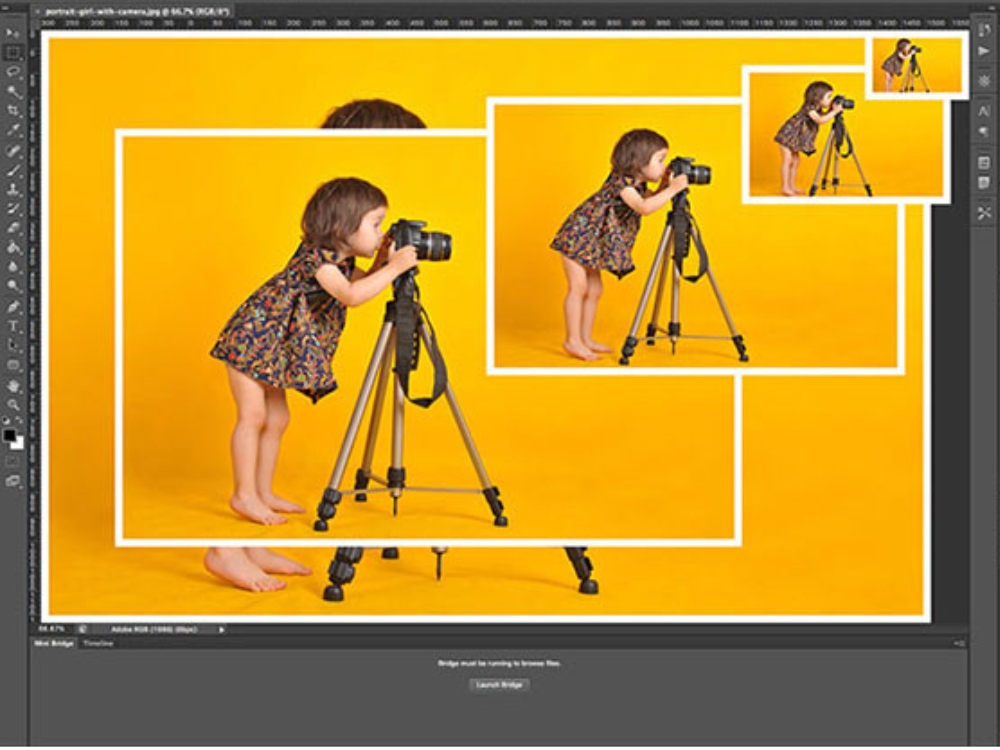 portrait-girl-with-camera.jpg @ 66.7% (RGB/8*)
300 250 200 150 100 50 0 50 100 150 200 250 300 350 400 450 500 550 600 650 700 750 800 850 900 950 1000 1050 1100 1150 1200 1250 1300 1350 1400 1450 1500 1550
66.67% Adobe RGB (1998) (8bpc)
Mini Bridge Timeline
Bridge must be running to browse files.
Launch Bridge